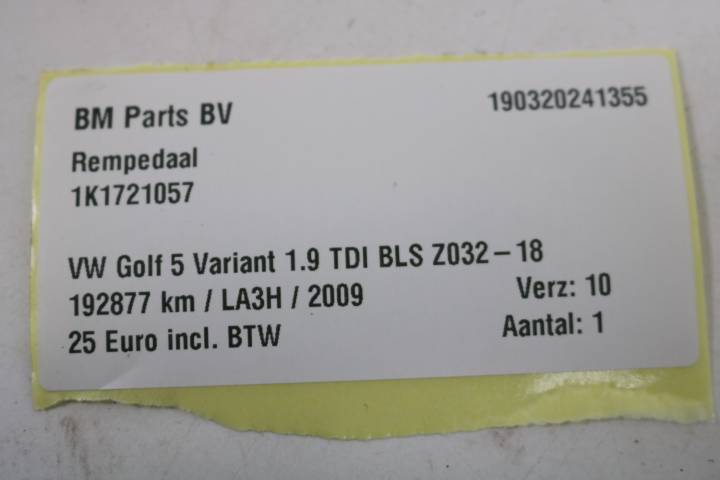 BM Parts BV 190320241355
Rempedaal
1K1721057
VW Golf 5 Variant 1.9 TDI BLS Z032-18
192877 km / LA3H / 2009 Verz: 10
25 Euro incl. BTW Aantal: 1